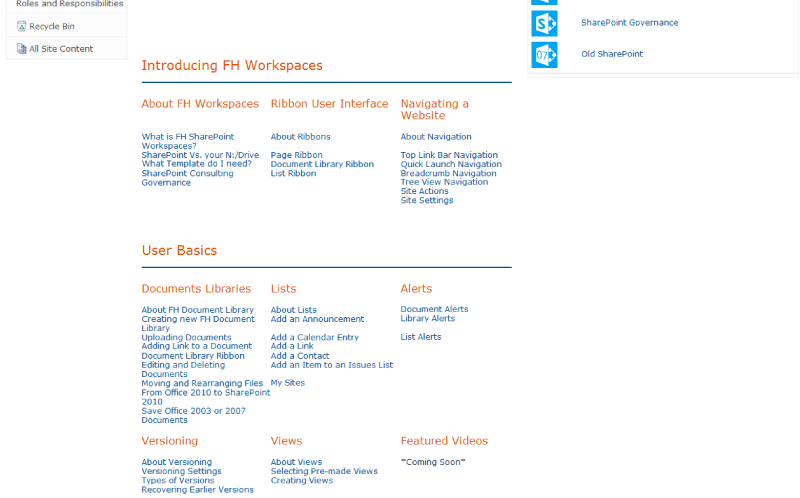 Roles and Responsibilities
Recycle Bin
All Site Content
SharePoint Governance
07
Old SharePoint
Introducing FH Workspaces
About FH Workspaces
What is FH SharePoint
Workspaces?
SharePoint Vs. your N:/Drive
What Template do I need?
SharePoint Consulting
Governance
Ribbon User Interface
About Ribbons
Page Ribbon
Document Library Ribbon
List Ribbon
Navigating a
Website
About Navigation
Top Link Bar Navigation
Quick Launch Navigation
Breadcrumb Navigation
Tree View Navigation
Site Actions
Site Settings
User Basics
Documents Libraries
About FH Document Library
Creating new FH Document
Library
Uploading Documents
Adding Link to a Document
Document Library Ribbon
Editing and Deleting
Documents
Moving and Rearranging Files
From Office 2010 to SharePoint
2010
Save Office 2003 or 2007
Documents
Lists
About Lists
Add an Announcement
Add a Calendar Entry
Add a Link
Add a Contact
Add an Item to an Issues List
My Sites
Alerts
Document Alerts
Library Alerts
List Alerts
Versioning
About Versioning
Versioning Settings
Types of Versions
Recovering Earlier Versions
Views
About Views
Selecting Pre-made Views
Creating Views
Featured Videos
*Coming Soon*